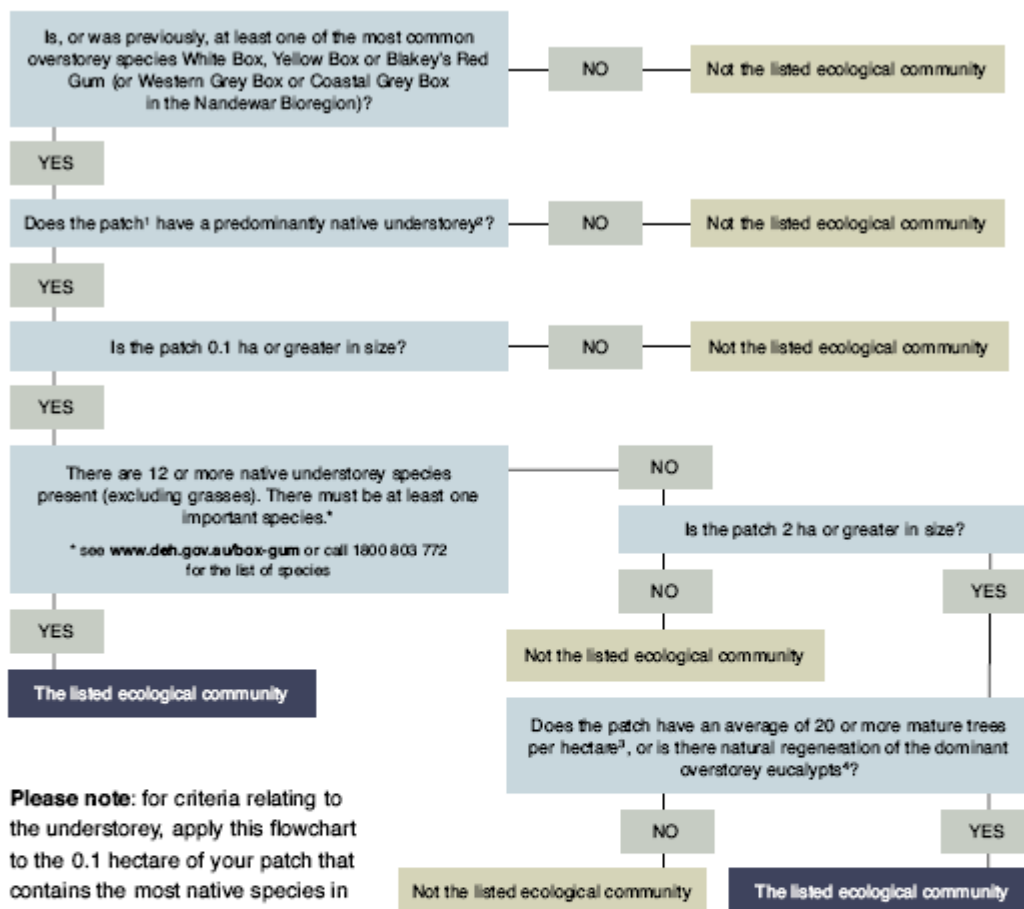 Is, or was previously, at least one of the most common
overstorey species White Box, Yellow Box or Blakey's Red
Gum (or Western Grey Box or Coastal Grey Box
in the Nandewar Bioregion)?
NO
Not the listed ecological community
YES
Does the patch¹ have a predominantly native understorey²?
NO
Not the listed ecological community
YES
Is the patch 0.1 ha or greater in size?
NO
Not the listed ecological community
YES
There are 12 or more native understorey species
present (excluding grasses). There must be at least one
important species.*
* see www.deh.gov.au/box-gum or call 1800 803 772
for the list of species
NO
Is the patch 2 ha or greater in size?
NO
YES
Not the listed ecological community
YES
The listed ecological community
Does the patch have an average of 20 or more mature trees
per hectare³, or is there natural regeneration of the dominant
overstorey eucalypts⁴?
NO
YES
Not the listed ecological community
The listed ecological community
Please note: for criteria relating to
the understorey, apply this flowchart
to the 0.1 hectare of your patch that
contains the most native species in